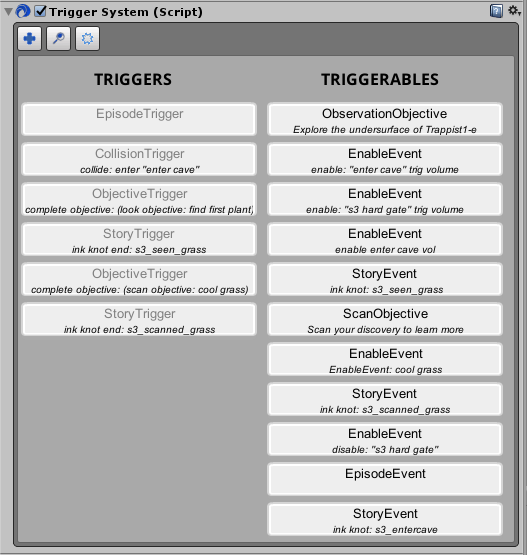 Trigger System (Script)
TRIGGERS
EpisodeTrigger
CollisionTrigger
collide: enter "enter cave"
ObjectiveTrigger
complete objective: (look objective: find first plant)
StoryTrigger
ink knot end: s3_seen_grass
ObjectiveTrigger
complete objective: (scan objective: cool grass)
StoryTrigger
ink knot end: s3_scanned_grass
TRIGGERABLES
ObservationObjective
Explore the undersurface of Trappist1-e
EnableEvent
enable: "enter cave" trig volume
EnableEvent
enable: "s3 hard gate" trig volume
EnableEvent
enable enter cave vol
StoryEvent
ink knot: s3_seen_grass
ScanObjective
Scan your discovery to learn more
EnableEvent
EnableEvent: cool grass
StoryEvent
ink knot: s3_scanned_grass
EnableEvent
disable: "s3 hard gate"
EpisodeEvent
StoryEvent
ink knot: s3_entercave